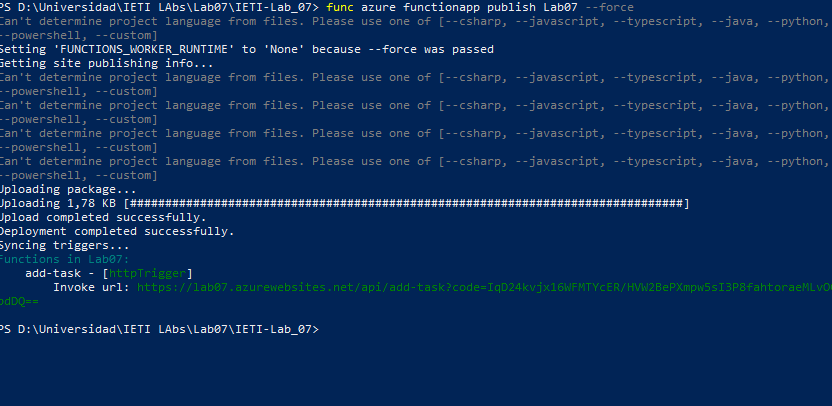 PS D:\Universidad\IETI LAbs\Lab07\IETI-Lab_07> func azure functionapp publish Lab07 --force
Can't determine project language from files. Please use one of [--csharp, --javascript, --typescript, --java, --python,
--powershell, --custom]
Setting 'FUNCTIONS_WORKER_RUNTIME' to 'None' because --force was passed
Getting site publishing info...
Can't determine project language from files. Please use one of [--csharp, --javascript, --typescript, --java, --python,
--powershell, --custom]
Can't determine project language from files. Please use one of [--csharp, --javascript, --typescript, --java, --python,
--powershell, --custom]
Can't determine project language from files. Please use one of [--csharp, --javascript, --typescript, --java, --python,
--powershell, --custom]
Can't determine project language from files. Please use one of [--csharp, --javascript, --typescript, --java, --python,
--powershell, --custom]
Uploading package...
Uploading 1,78 KB [###############################################################################]
Upload completed successfully.
Deployment completed successfully.
Syncing triggers...
Functions in Lab07:
add-task - [httpTrigger]
Invoke url: https://lab07.azurewebsites.net/api/add-task?code=
PS D:\Universidad\IETI LAbs\Lab07\IETI-Lab_07>